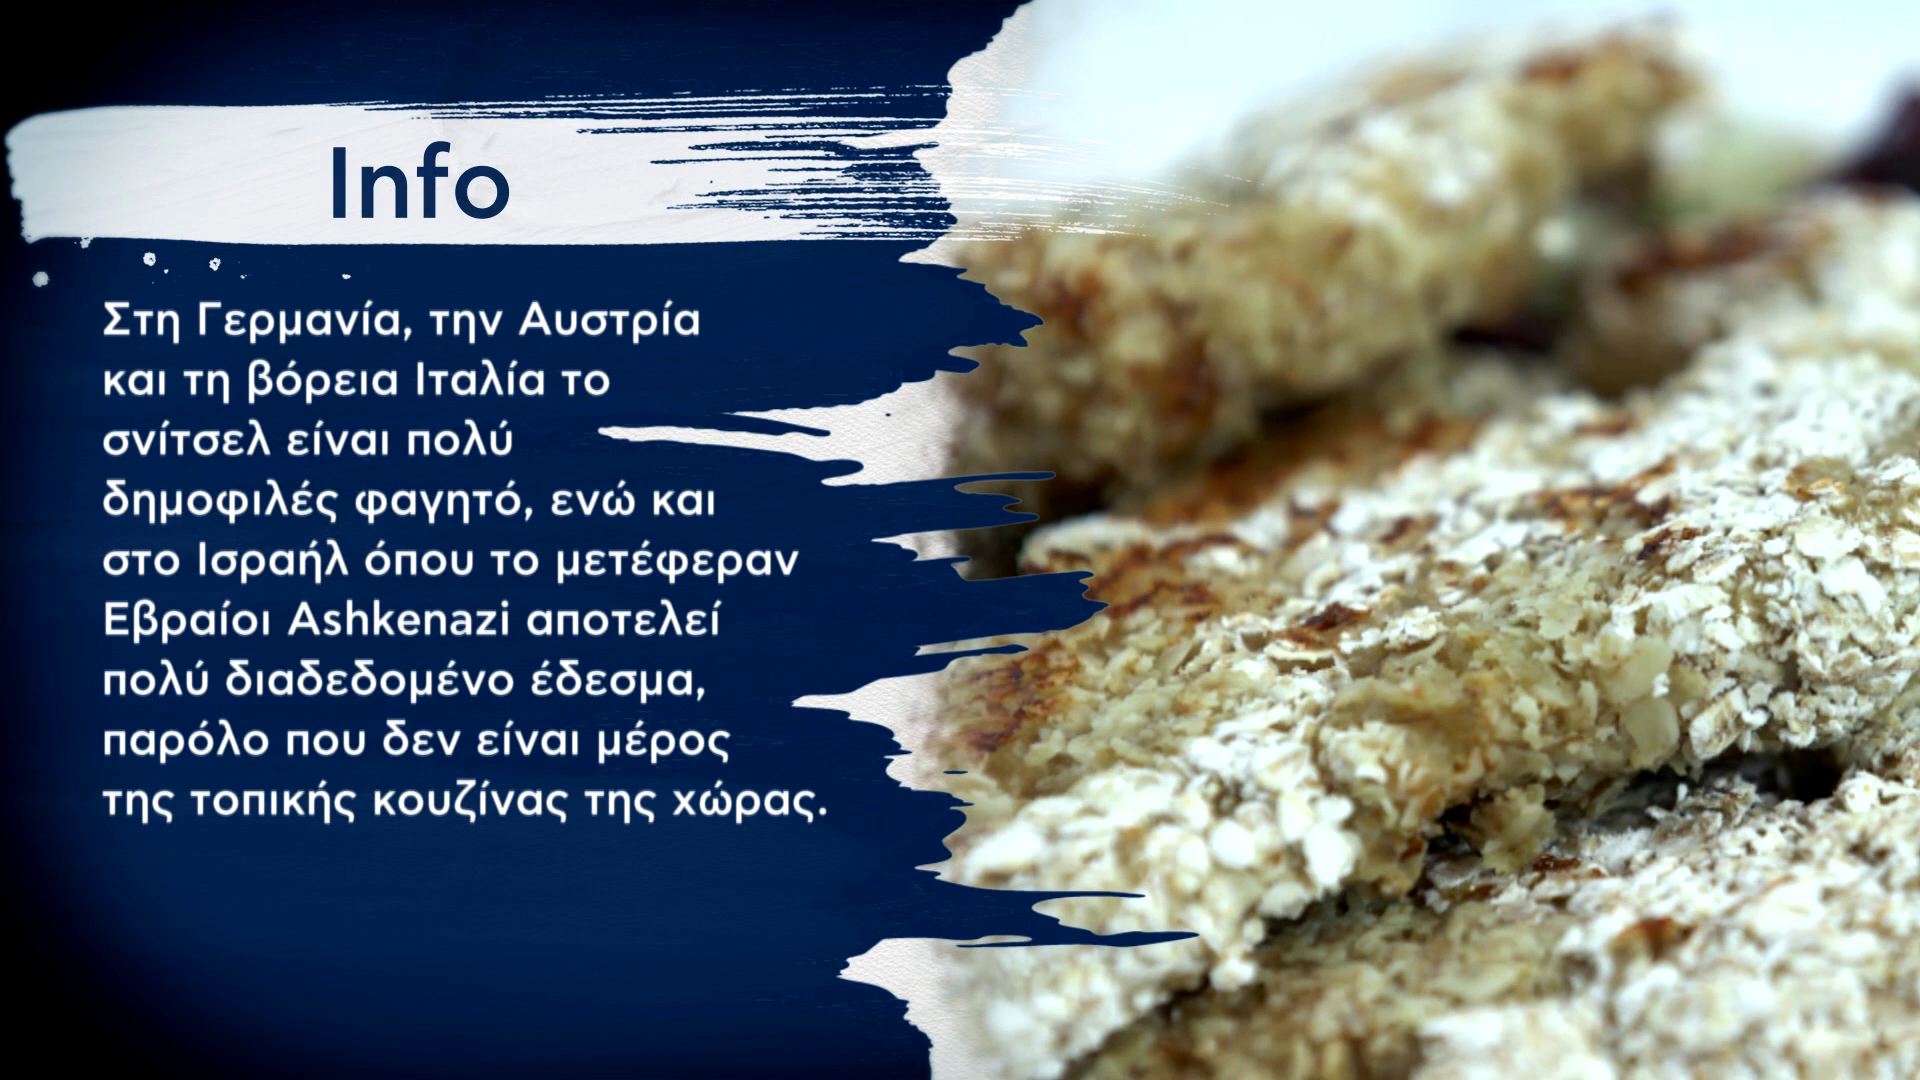 Info
Στη Γερμανία, την Αυστρία
και τη βόρεια Ιταλία το
σνίτσελ είναι πολύ
δημοφιλές φαγητό, ενώ και
στο Ισραήλ όπου το μετέφεραν
Εβραίοι Ashkenazi αποτελεί
πολύ διαδεδομένο έδεσμα,
παρόλο που δεν είναι μέρος
της τοπικής κουζίνας της χώρας.